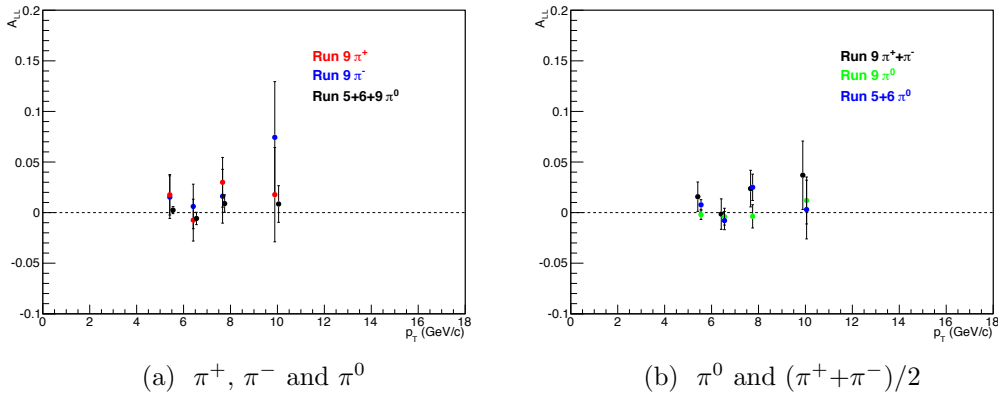 A_LL
0.2
0.15
0.1
0.05
0
-0.05
-0.1
Run 9 π⁺
Run 9 π⁻
Run 5+6+9 π⁰
0 2 4 6 8 10 12 14 16 18
p_T (GeV/c)
(a) π⁺, π⁻ and π⁰
A_LL
0.2
0.15
0.1
0.05
0
-0.05
-0.1
Run 9 π⁺+π⁻
Run 9 π⁰
Run 5+6 π⁰
0 2 4 6 8 10 12 14 16 18
p_T (GeV/c)
(b) π⁰ and (π⁺+π⁻)/2